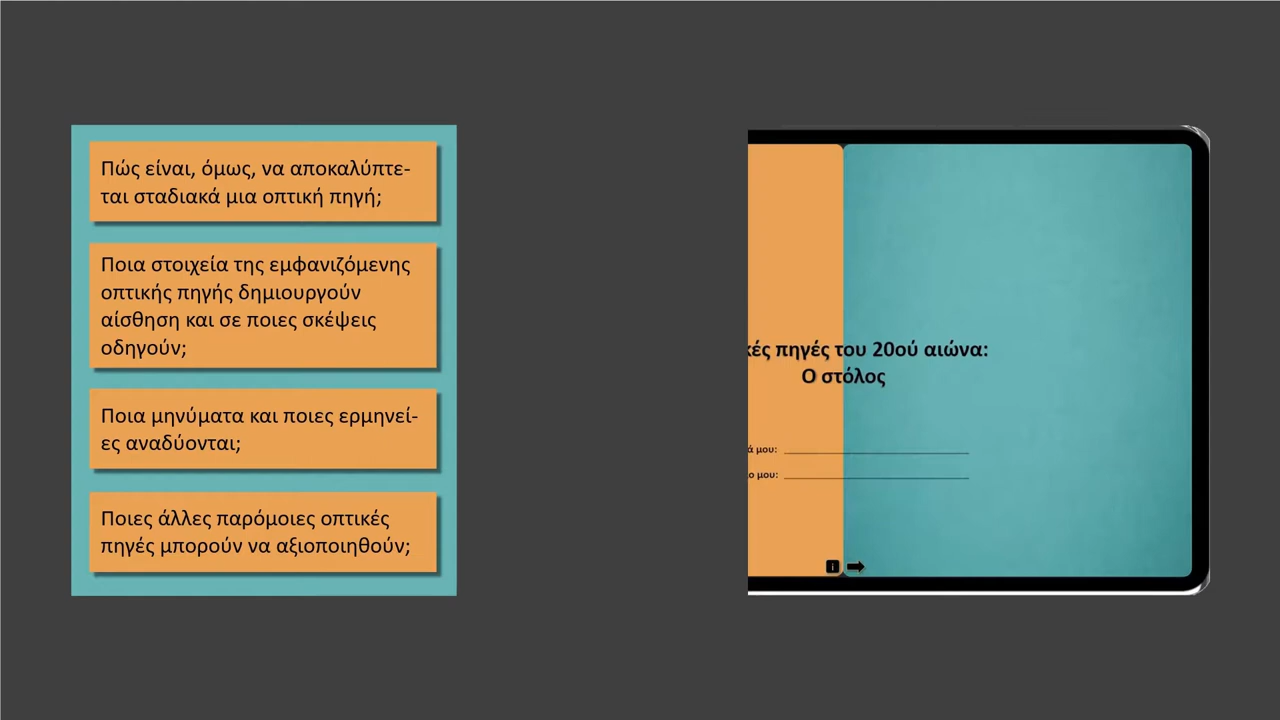 Πώς είναι, όμως, να αποκαλύπτε-
ται σταδιακά μια οπτική πηγή;
Ποια στοιχεία της εμφανιζόμενης
οπτικής πηγής δημιουργούν
αίσθηση και σε ποιες σκέψεις
οδηγούν;
Ποια μηνύματα και ποιες ερμηνεί-
ες αναδύονται;
Ποιες άλλες παρόμοιες οπτικές
πηγές μπορούν να αξιοποιηθούν;
πηγές του 20ού αιώνα:
Ο στόλος
μου:
μου:
i